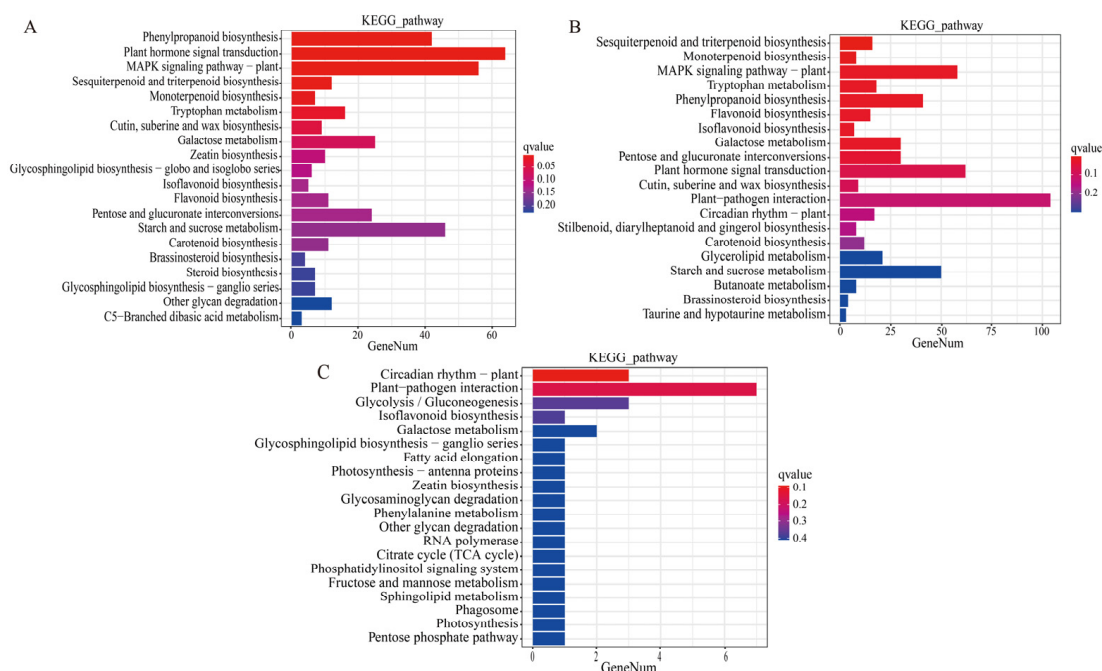 A
KEGG_pathway
Phenylpropanoid biosynthesis
Plant hormone signal transduction
MAPK signaling pathway − plant
Sesquiterpenoid and triterpenoid biosynthesis
Monoterpenoid biosynthesis
Tryptophan metabolism
Cutin, suberine and wax biosynthesis
Galactose metabolism
Zeatin biosynthesis
Glycosphingolipid biosynthesis − globo and isoglobo series
Isoflavonoid biosynthesis
Flavonoid biosynthesis
Pentose and glucuronate interconversions
Starch and sucrose metabolism
Carotenoid biosynthesis
Brassinosteroid biosynthesis
Steroid biosynthesis
Glycosphingolipid biosynthesis − ganglio series
Other glycan degradation
C5−Branched dibasic acid metabolism
0 20 40 60
GeneNum
qvalue
0.05
0.10
0.15
0.20
B
KEGG_pathway
Sesquiterpenoid and triterpenoid biosynthesis
Monoterpenoid biosynthesis
MAPK signaling pathway − plant
Tryptophan metabolism
Phenylpropanoid biosynthesis
Flavonoid biosynthesis
Isoflavonoid biosynthesis
Galactose metabolism
Pentose and glucuronate interconversions
Plant hormone signal transduction
Cutin, suberine and wax biosynthesis
Plant−pathogen interaction
Circadian rhythm − plant
Stilbenoid, diarylheptanoid and gingerol biosynthesis
Carotenoid biosynthesis
Glycerolipid metabolism
Starch and sucrose metabolism
Butanoate metabolism
Brassinosteroid biosynthesis
Taurine and hypotaurine metabolism
0 25 50 75 100
GeneNum
qvalue
0.1
0.2
C
KEGG_pathway
Circadian rhythm − plant
Plant−pathogen interaction
Glycolysis / Gluconeogenesis
Isoflavonoid biosynthesis
Galactose metabolism
Glycosphingolipid biosynthesis − ganglio series
Fatty acid elongation
Photosynthesis − antenna proteins
Zeatin biosynthesis
Glycosaminoglycan degradation
Phenylalanine metabolism
Other glycan degradation
RNA polymerase
Citrate cycle (TCA cycle)
Phosphatidylinositol signaling system
Fructose and mannose metabolism
Sphingolipid metabolism
Phagosome
Photosynthesis
Pentose phosphate pathway
0 2 4 6
GeneNum
qvalue
0.1
0.2
0.3
0.4